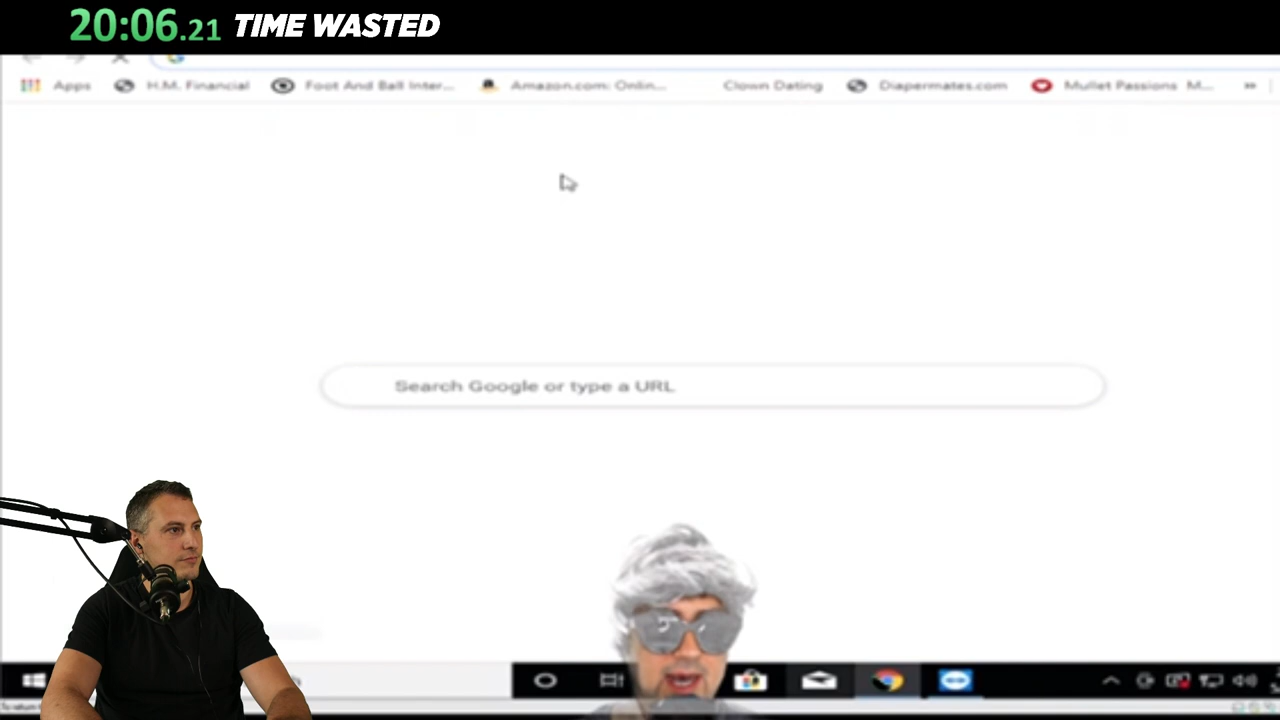 20:06.21 TIME WASTED
Apps H.M. Financial Foot And Ball Inter... Amazon.com: Onlin... Clown Dating Diapermates.com Mullet Passions M... »
Search Google or type a URL